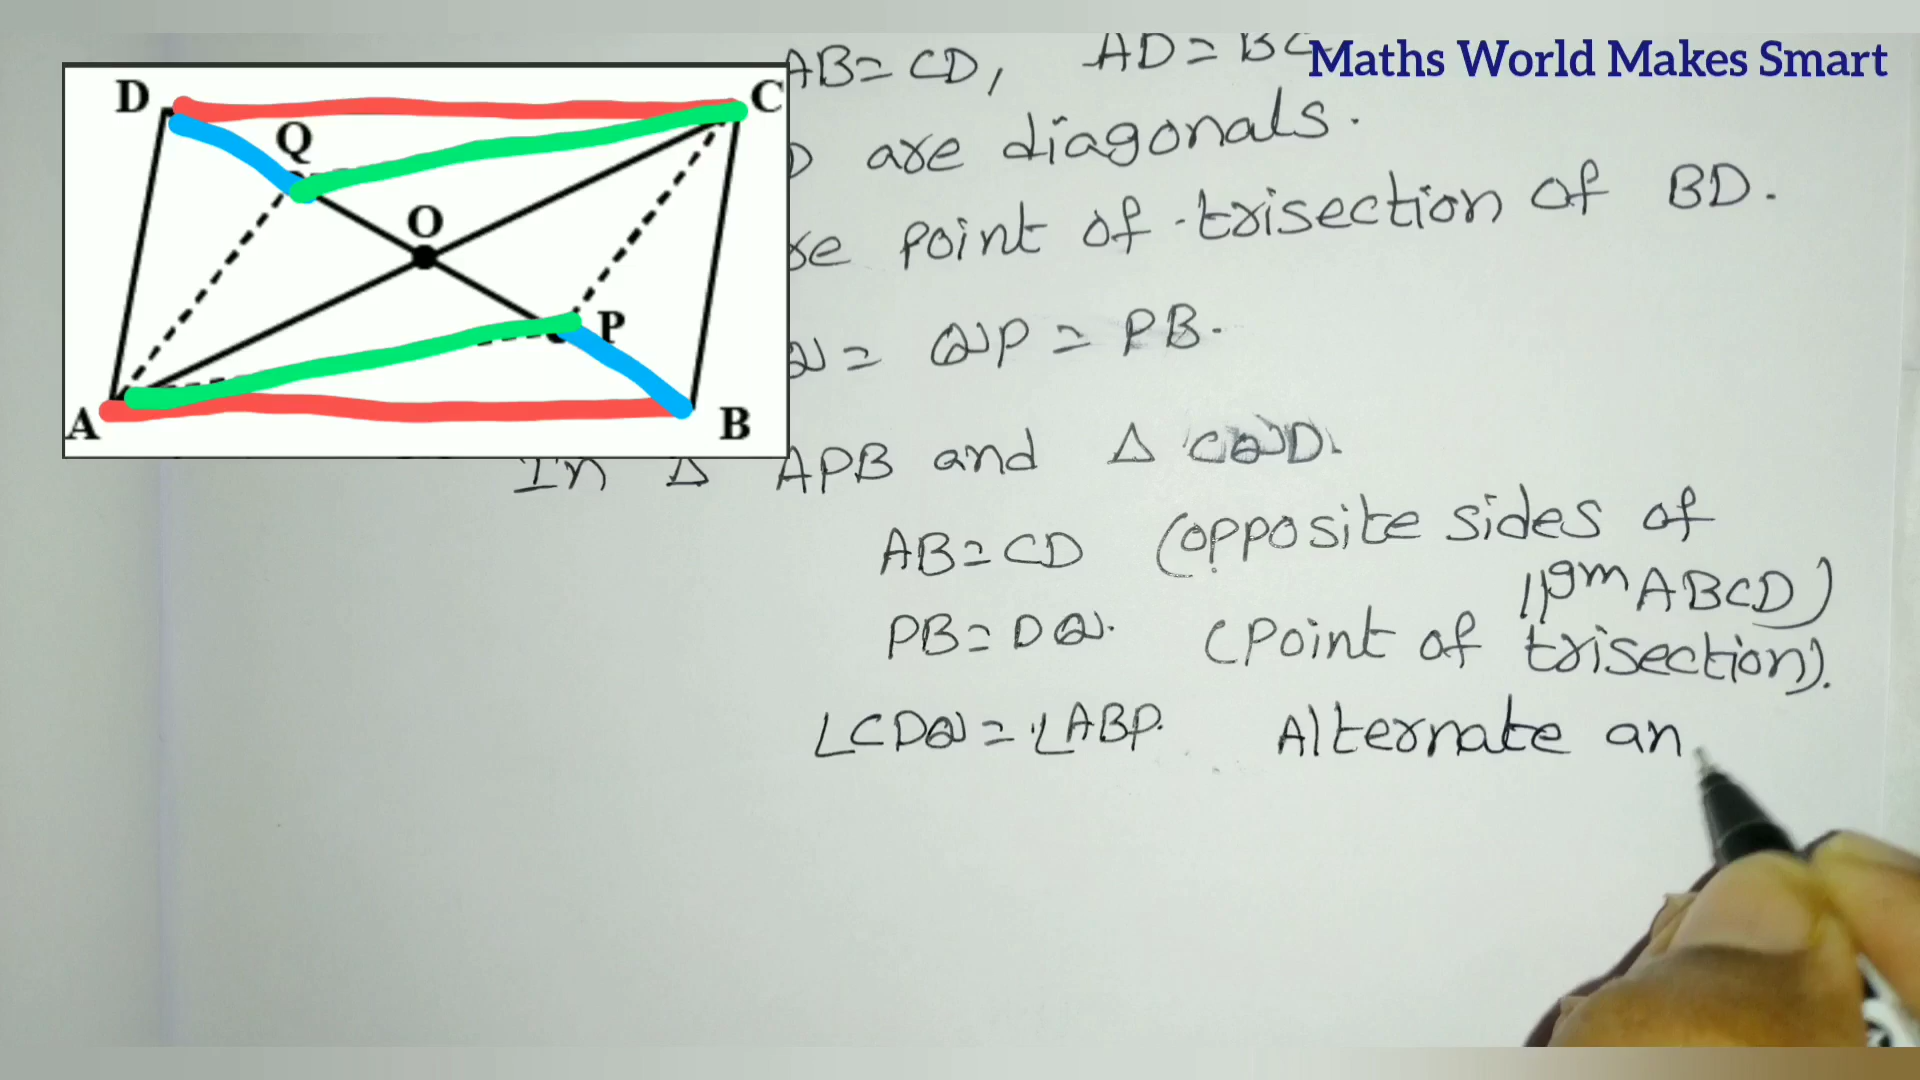 Maths World Makes Smart
AB = CD, AD = BC
are diagonals.
point of trisection of BD.
= QP = PB.
In Δ APB and Δ CQD.
AB = CD (opposite sides of
||gm ABCD)
PB = DQ. (Point of trisection).
∠CDQ = ∠ABP. Alternate an
D
C
Q
O
P
A
B